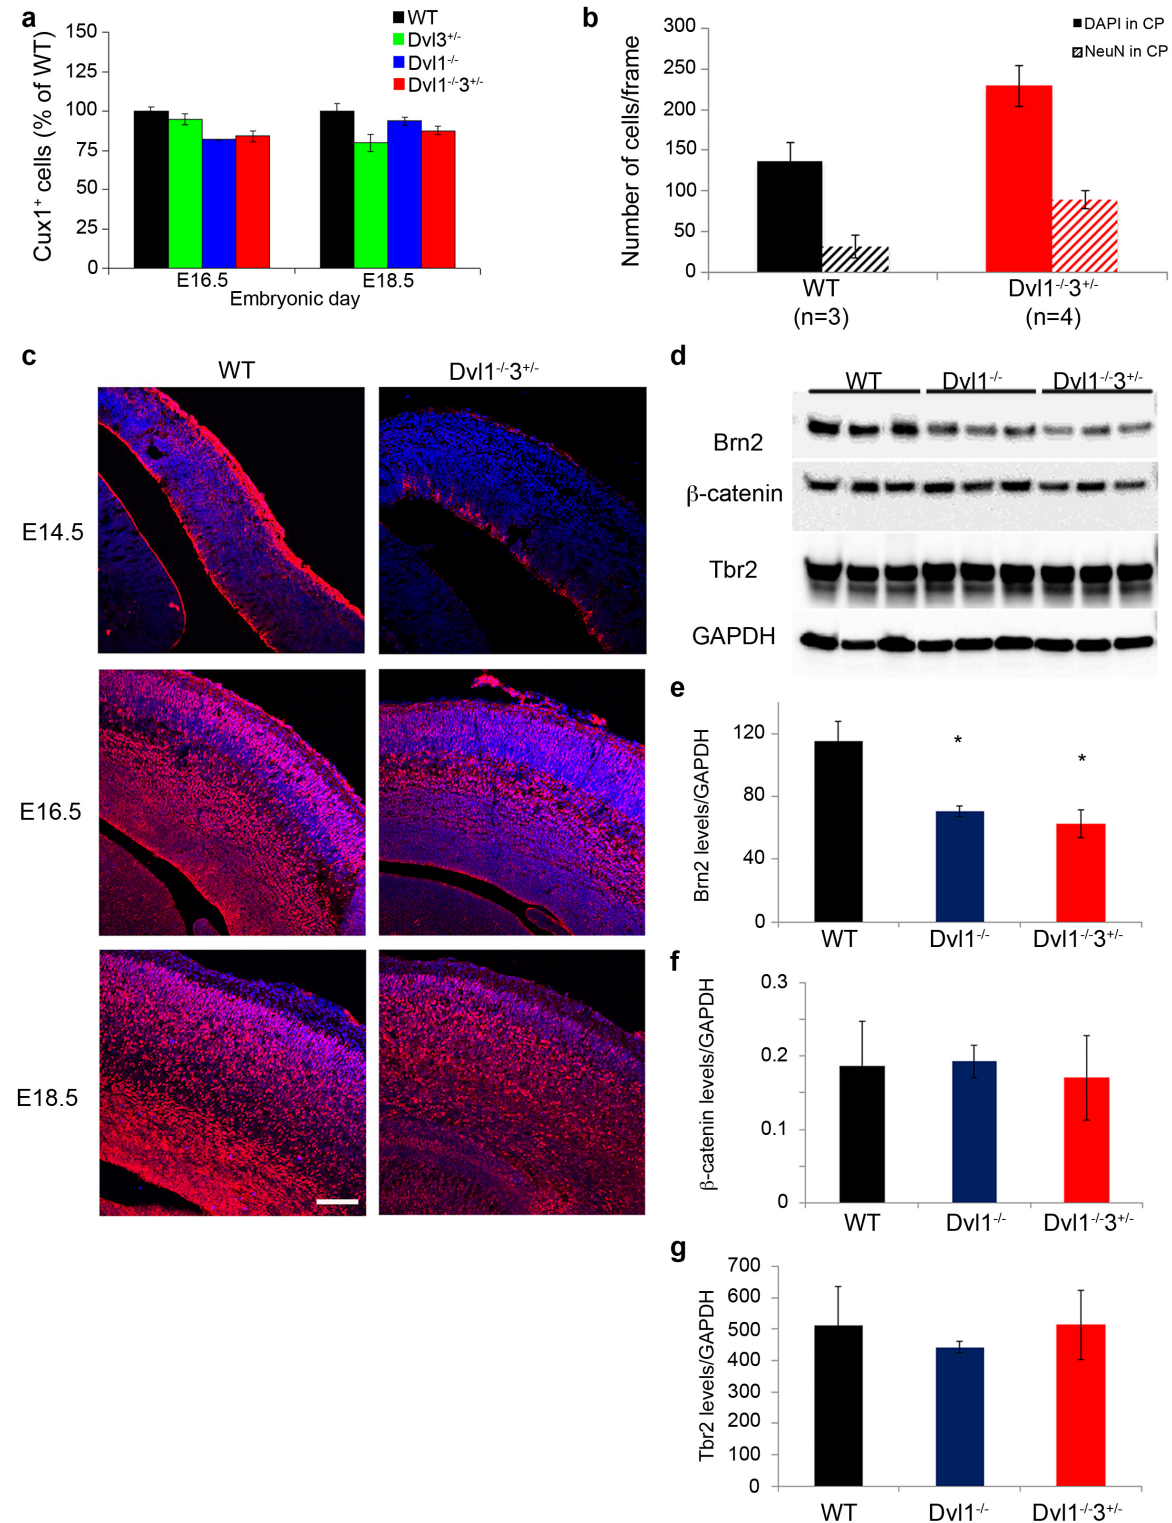 a
Cux1⁺ cells (% of WT)
150
125
100
75
50
25
0
WT
Dvl3⁺/⁻
Dvl1⁻/⁻
Dvl1⁻/⁻3⁺/⁻
E16.5 E18.5
Embryonic day
b
Number of cells/frame
300
250
200
150
100
50
0
DAPI in CP
NeuN in CP
WT Dvl1⁻/⁻3⁺/⁻
(n=3) (n=4)
c
WT Dvl1⁻/⁻3⁺/⁻
E14.5
E16.5
E18.5
d
WT Dvl1⁻/⁻ Dvl1⁻/⁻3⁺/⁻
Brn2
β-catenin
Tbr2
GAPDH
e
Brn2 levels/GAPDH
120
80
40
0
* *
WT Dvl1⁻/⁻ Dvl1⁻/⁻3⁺/⁻
f
β-catenin levels/GAPDH
0.3
0.2
0.1
0
WT Dvl1⁻/⁻ Dvl1⁻/⁻3⁺/⁻
g
Tbr2 levels/GAPDH
700
600
500
400
300
200
100
0
WT Dvl1⁻/⁻ Dvl1⁻/⁻3⁺/⁻